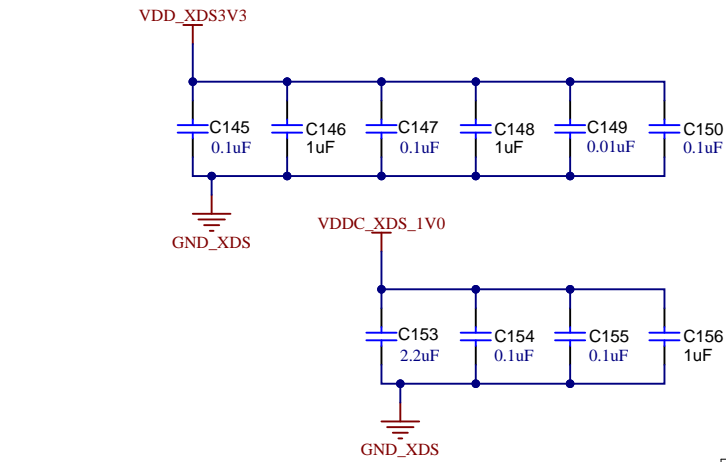 VDD_XDS3V3
C145
0.1uF
C146
1uF
C147
0.1uF
C148
1uF
C149
0.01uF
C150
0.1uF
GND_XDS
VDDC_XDS_1V0
C153
2.2uF
C154
0.1uF
C155
0.1uF
C156
1uF
GND_XDS